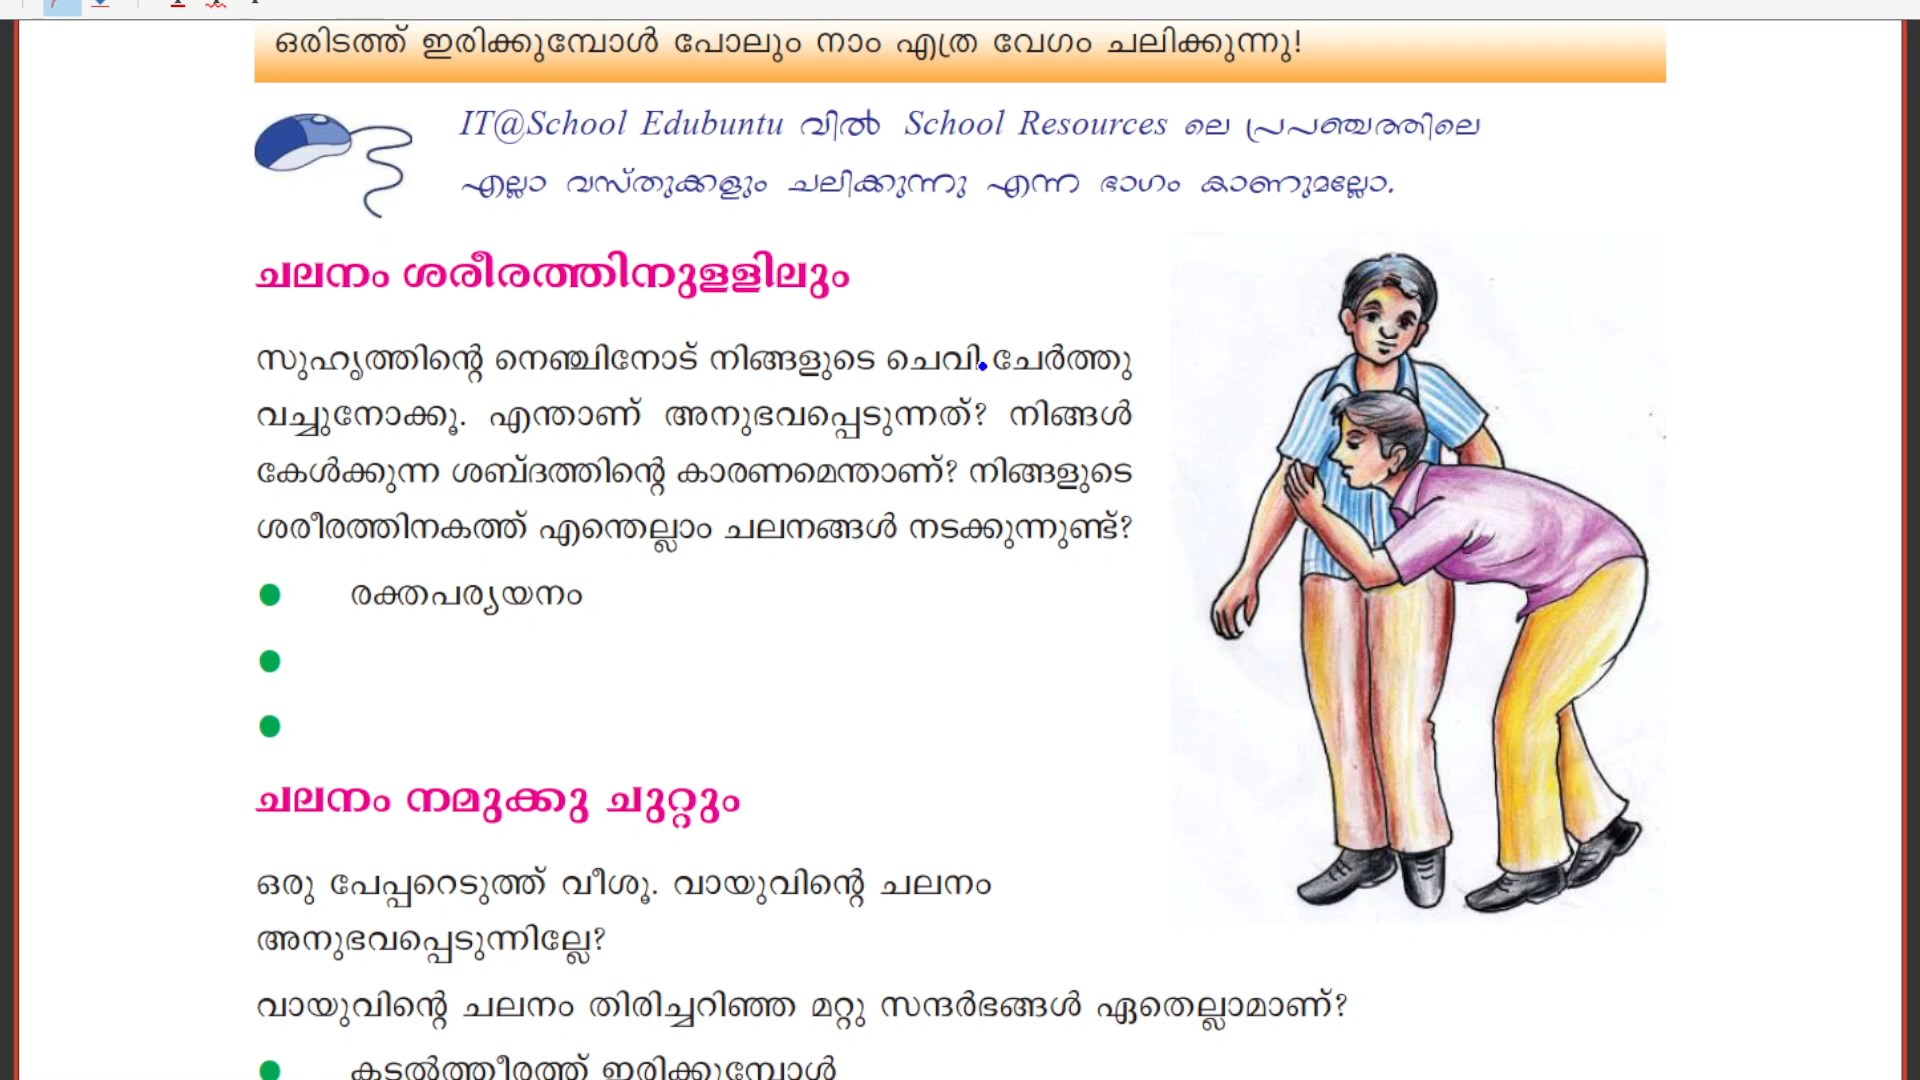 ഒരിടത്ത് ഇരിക്കുമ്പോൾ പോലും നാം എത്ര വേഗം ചലിക്കുന്നു!
IT@School Edubuntu വിൽ School Resources ലെ പ്രപഞ്ചത്തിലെ
എല്ലാ വസ്തുക്കളും ചലിക്കുന്നു എന്ന ഭാഗം കാണുമല്ലോ.
ചലനം ശരീരത്തിനുള്ളിലും
സുഹൃത്തിന്റെ നെഞ്ചിനോട് നിങ്ങളുടെ ചെവി ചേർത്തു
വച്ചുനോക്കൂ. എന്താണ് അനുഭവപ്പെടുന്നത്? നിങ്ങൾ
കേൾക്കുന്ന ശബ്ദത്തിന്റെ കാരണമെന്താണ്? നിങ്ങളുടെ
ശരീരത്തിനകത്ത് എന്തെല്ലാം ചലനങ്ങൾ നടക്കുന്നുണ്ട്?
● രക്തപര്യയനം
●
●
ചലനം നമുക്കു ചുറ്റും
ഒരു പേപ്പറെടുത്ത് വീശൂ. വായുവിന്റെ ചലനം
അനുഭവപ്പെടുന്നില്ലേ?
വായുവിന്റെ ചലനം തിരിച്ചറിഞ്ഞ മറ്റു സന്ദർഭങ്ങൾ ഏതെല്ലാമാണ്?
● കടൽത്തീരത്ത് ഇരിക്കുമ്പോൾ